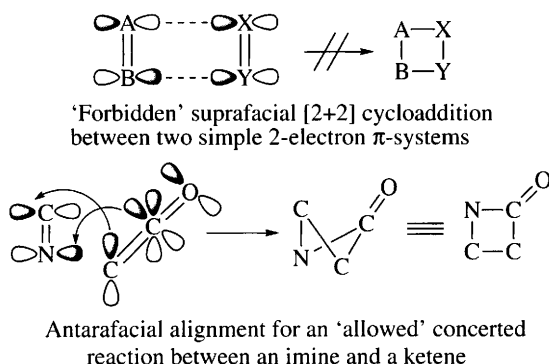 A X A — X
B Y B — Y
'Forbidden' suprafacial [2+2] cycloaddition
between two simple 2-electron π-systems
O
C C C O O
N C N C C N C
C C
Antarafacial alignment for an 'allowed' concerted
reaction between an imine and a ketene